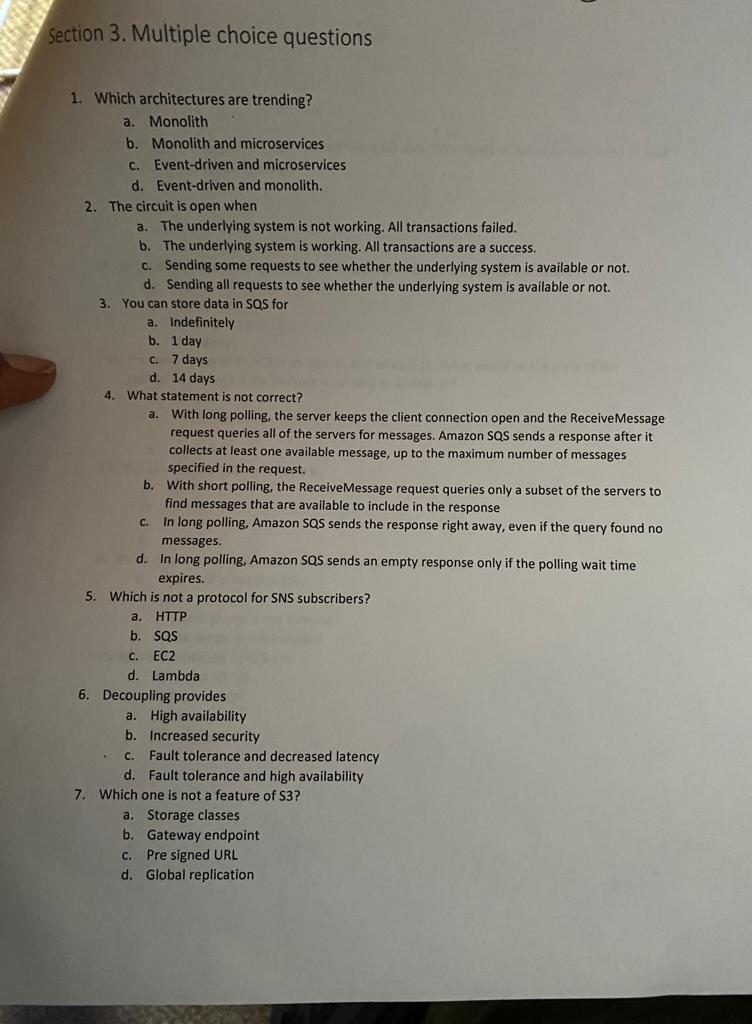 Section 3. Multiple choice questions
1. Which architectures are trending?
a. Monolith
b. Monolith and microservices
c. Event-driven and microservices
d. Event-driven and monolith.
2. The circuit is open when
a. The underlying system is not working. All transactions failed.
b. The underlying system is working. All transactions are a success.
c. Sending some requests to see whether the underlying system is available or not.
d. Sending all requests to see whether the underlying system is available or not.
3. You can store data in SQS for
a. Indefinitely
b. 1 day
c. 7 days
d. 14 days
4. What statement is not correct?
a. With long polling, the server keeps the client connection open and the ReceiveMessage
request queries all of the servers for messages. Amazon SQS sends a response after it
collects at least one available message, up to the maximum number of messages
specified in the request.
b. With short polling, the ReceiveMessage request queries only a subset of the servers to
find messages that are available to include in the response
c. In long polling, Amazon SQS sends the response right away, even if the query found no
messages.
d. In long polling, Amazon SQS sends an empty response only if the polling wait time
expires.
5. Which is not a protocol for SNS subscribers?
a. HTTP
b. SQS
c. EC2
d. Lambda
6. Decoupling provides
a. High availability
b. Increased security
c. Fault tolerance and decreased latency
d. Fault tolerance and high availability
7. Which one is not a feature of S3?
a. Storage classes
b. Gateway endpoint
c. Pre signed URL
d. Global replication